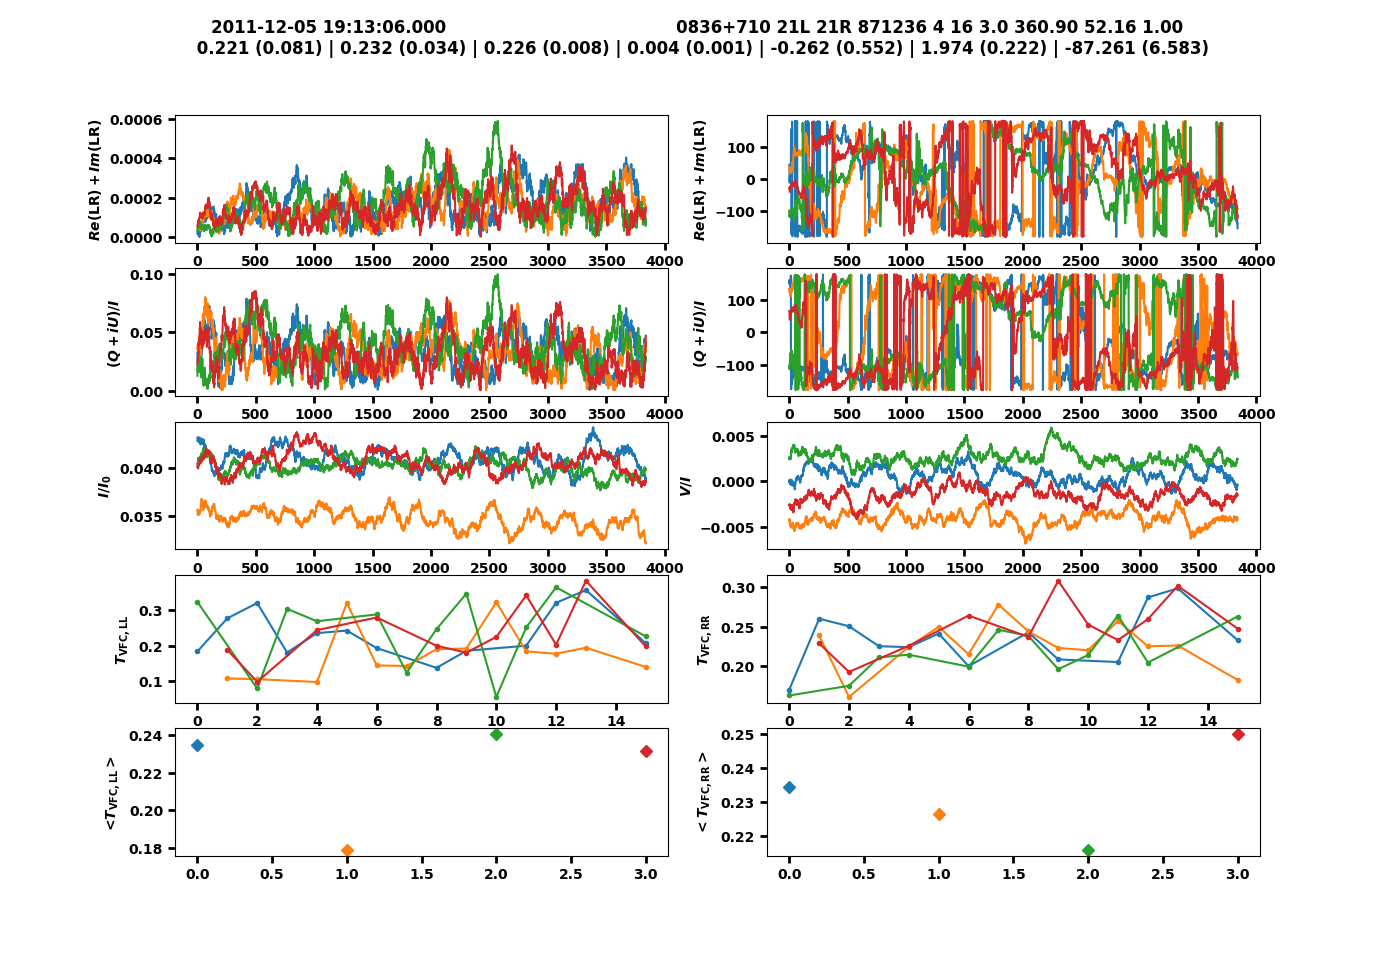 2011-12-05 19:13:06.000 0836+710 21L 21R 871236 4 16 3.0 360.90 52.16 1.00
0.221 (0.081) | 0.232 (0.034) | 0.226 (0.008) | 0.004 (0.001) | -0.262 (0.552) | 1.974 (0.222) | -87.261 (6.583)
Re(LR) + Im(LR)
0.0006
0.0004
0.0002
0.0000
0 500 1000 1500 2000 2500 3000 3500 4000
Re(LR) + Im(LR)
100
0
−100
0 500 1000 1500 2000 2500 3000 3500 4000
(Q + iU)/I
0.10
0.05
0.00
0 500 1000 1500 2000 2500 3000 3500 4000
(Q + iU)/I
100
0
−100
0 500 1000 1500 2000 2500 3000 3500 4000
I/I0
0.040
0.035
0 500 1000 1500 2000 2500 3000 3500 4000
V/I
0.005
0.000
−0.005
0 500 1000 1500 2000 2500 3000 3500 4000
TVFC, LL
0.3
0.2
0.1
0 2 4 6 8 10 12 14
TVFC, RR
0.30
0.25
0.20
0 2 4 6 8 10 12 14
<TVFC, LL >
0.24
0.22
0.20
0.18
0.0 0.5 1.0 1.5 2.0 2.5 3.0
< TVFC, RR >
0.25
0.24
0.23
0.22
0.0 0.5 1.0 1.5 2.0 2.5 3.0